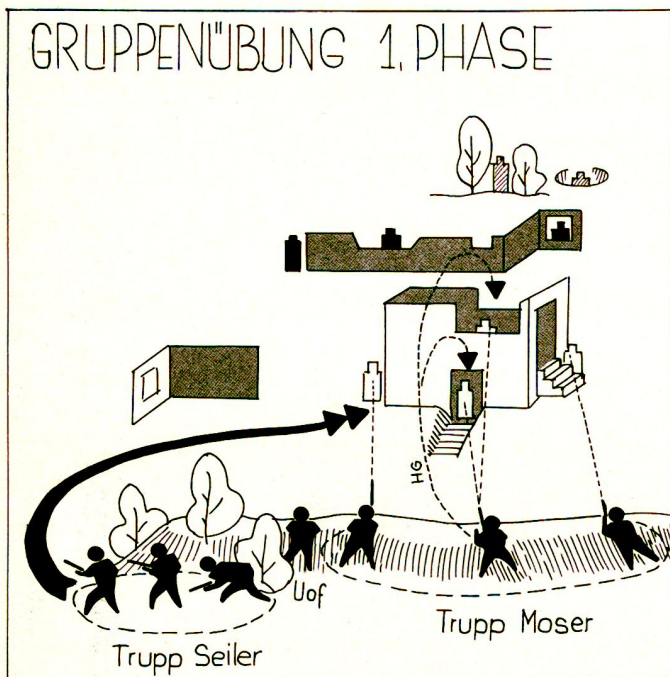 GRUPPENÜBUNG 1. PHASE
HG
Uof
Trupp Moser
Trupp Seiler